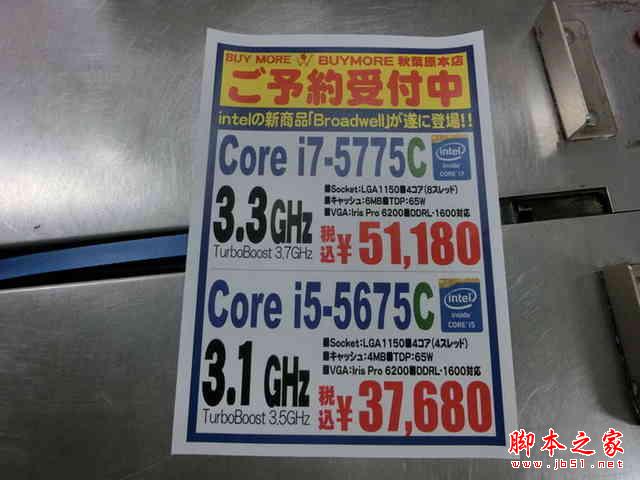 BUY MORE BUYMORE 秋葉原本店
ご予約受付中
intelの新商品「Broadwell」が遂に登場!!
Core i7-5775C
intel inside CORE i7
3.3GHz
TurboBoost 3.7GHz
■Socket:LGA1150■4コア(8スレッド)
■キャッシュ:6MB■TDP:65W
■VGA:Iris Pro 6200■DDRL-1600対応
税込¥51,180
Core i5-5675C
intel inside CORE i5
3.1GHz
TurboBoost 3.5GHz
■Socket:LGA1150■4コア(4スレッド)
■キャッシュ:4MB■TDP:65W
■VGA:Iris Pro 6200■DDRL-1600対応
税込¥37,680
脚本之家
www.jb51.net